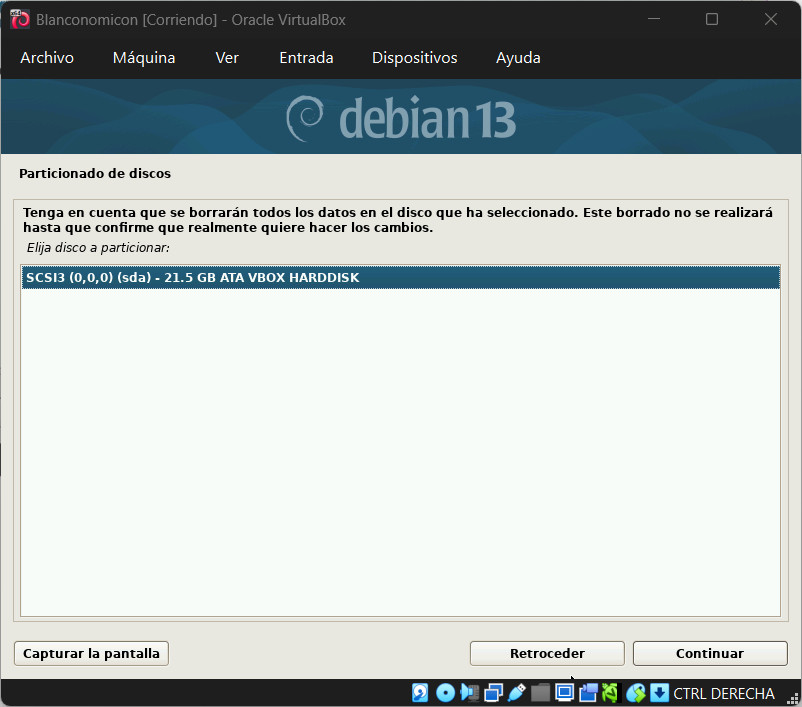 Blanconomicon [Corriendo] - Oracle VirtualBox
Archivo Máquina Ver Entrada Dispositivos Ayuda
debian 13
Particionado de discos
Tenga en cuenta que se borrarán todos los datos en el disco que ha seleccionado. Este borrado no se realizará
hasta que confirme que realmente quiere hacer los cambios.
Elija disco a particionar:
SCSI3 (0,0,0) (sda) - 21.5 GB ATA VBOX HARDDISK
Capturar la pantalla Retroceder Continuar
CTRL DERECHA